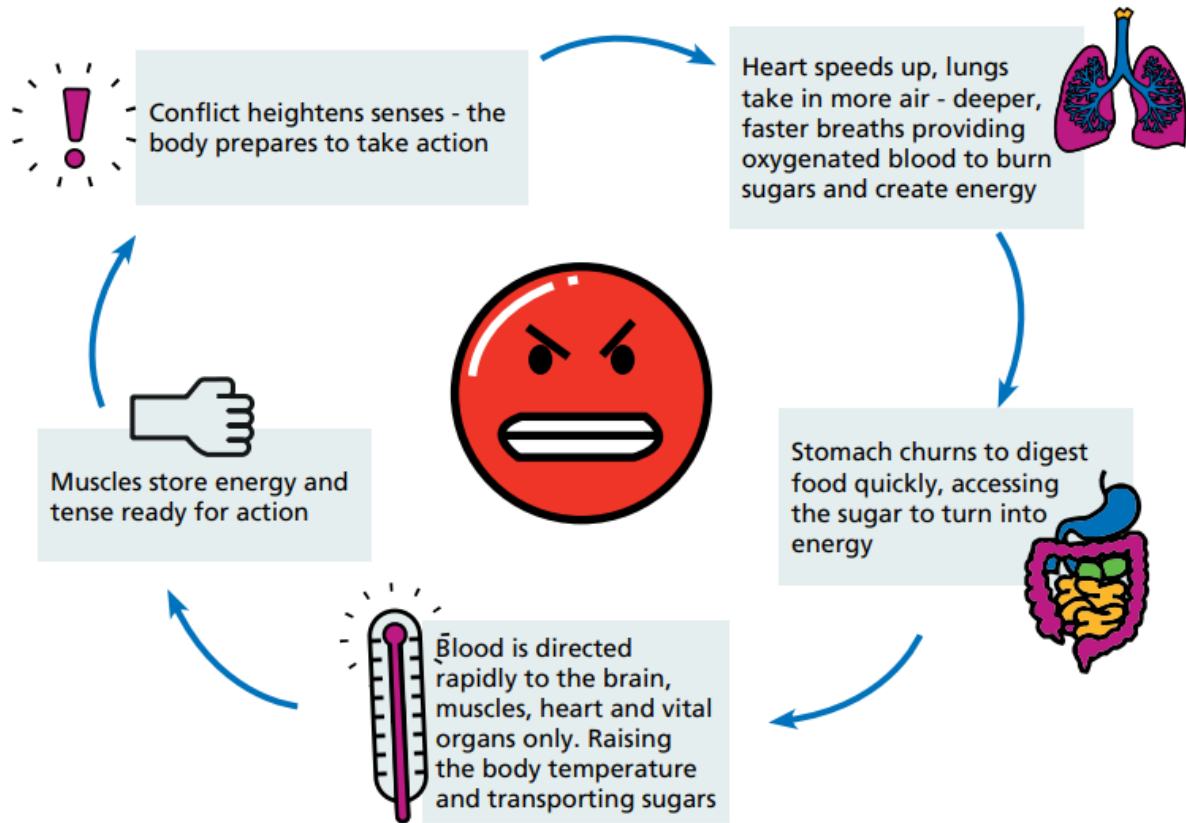 Conflict heightens senses - the
body prepares to take action
Heart speeds up, lungs
take in more air - deeper,
faster breaths providing
oxygenated blood to burn
sugars and create energy
Stomach churns to digest
food quickly, accessing
the sugar to turn into
energy
Blood is directed
rapidly to the brain,
muscles, heart and vital
organs only. Raising
the body temperature
and transporting sugars
Muscles store energy and
tense ready for action